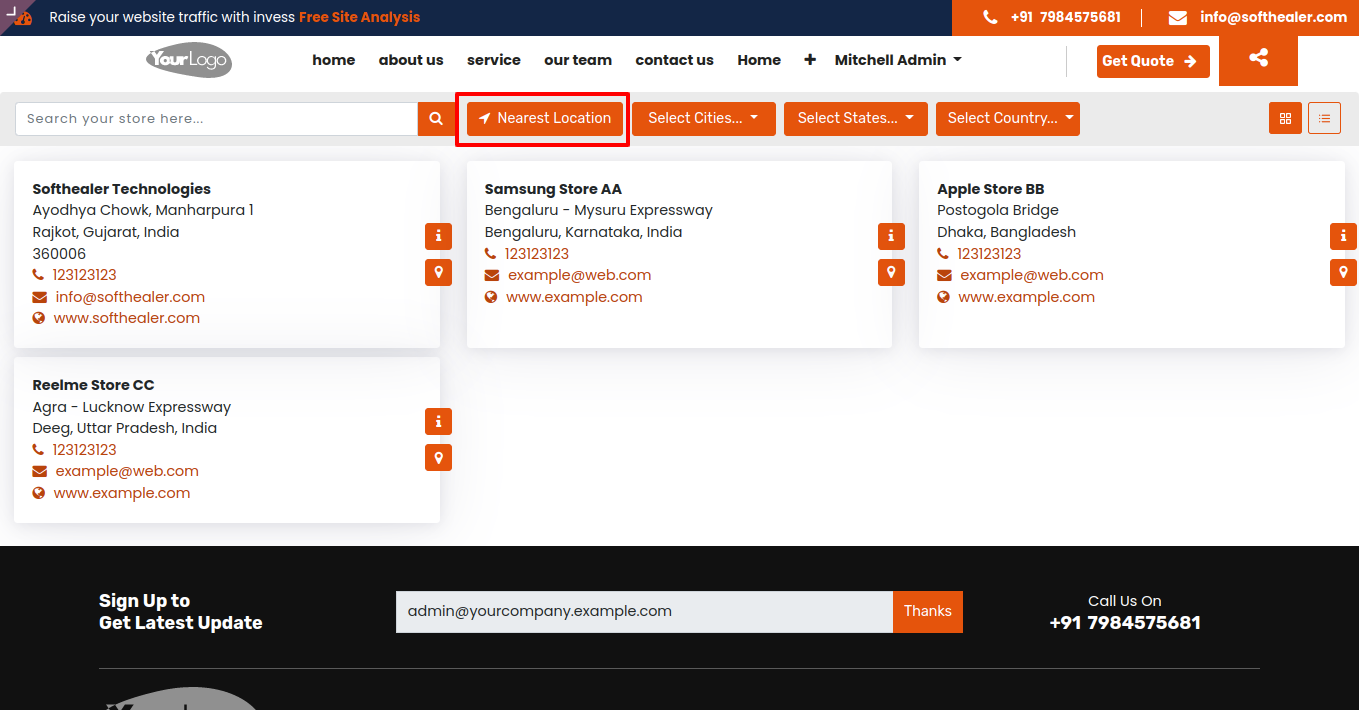 Raise your website traffic with invess Free Site Analysis
+91 7984575681
info@softhealer.com
YourLogo
home
about us
service
our team
contact us
Home
Mitchell Admin
Get Quote
Search your store here...
Nearest Location
Select Cities...
Select States...
Select Country...
Softhealer Technologies
Ayodhya Chowk, Manharpura 1
Rajkot, Gujarat, India
360006
123123123
info@softhealer.com
www.softhealer.com
Samsung Store AA
Bengaluru - Mysuru Expressway
Bengaluru, Karnataka, India
123123123
example@web.com
www.example.com
Apple Store BB
Postogola Bridge
Dhaka, Bangladesh
123123123
example@web.com
www.example.com
Reelme Store CC
Agra - Lucknow Expressway
Deeg, Uttar Pradesh, India
123123123
example@web.com
www.example.com
Sign Up to
Get Latest Update
admin@yourcompany.example.com
Thanks
Call Us On
+91 7984575681